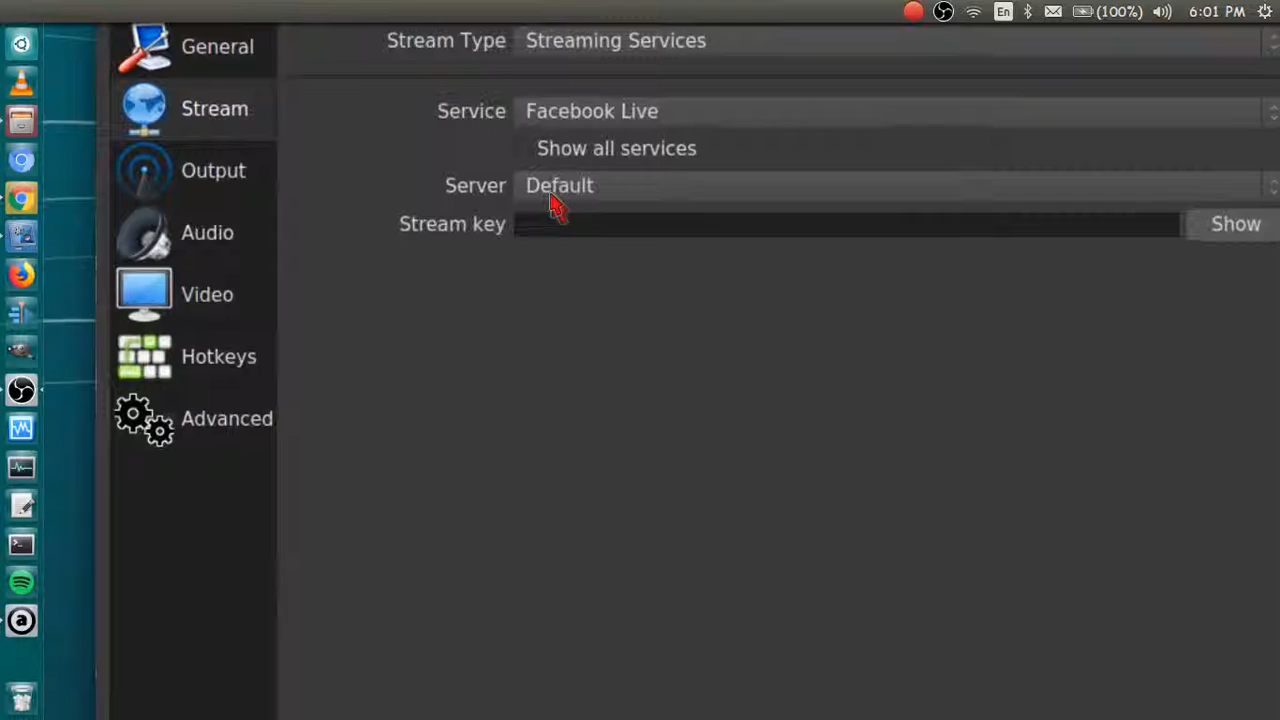 En (100%) 6:01 PM
General
Stream
Output
Audio
Video
Hotkeys
Advanced
Stream Type Streaming Services
Service Facebook Live
Show all services
Server Default
Stream key Show